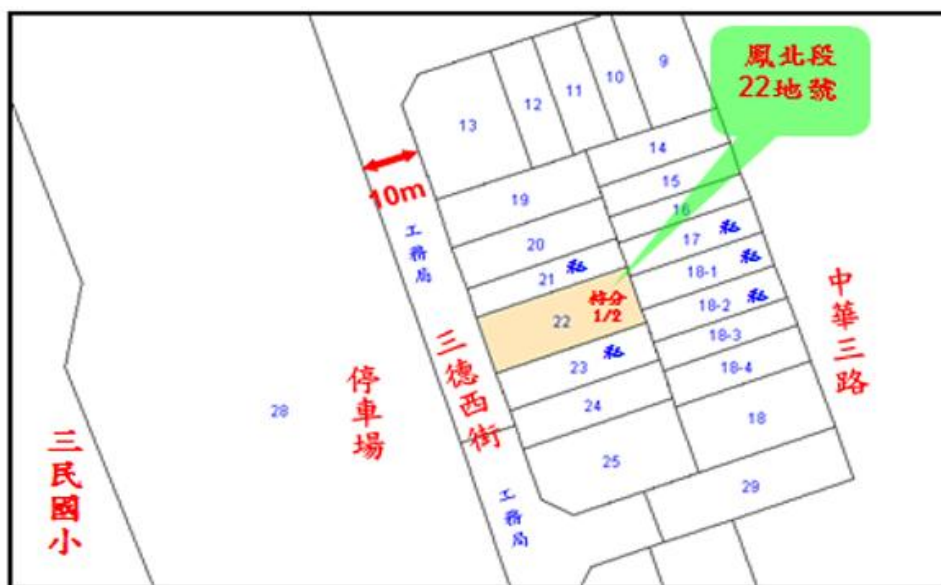 鳳北段
22地號
9
10
11
12
13
14
15
16
17 私
18-1 私
18-2 私
18-3
18-4
18
19
20
21 私
22
持分
1/2
23 私
24
25
28
29
10m
工務局
工務局
三德西街
停車場
三民國小
中華三路